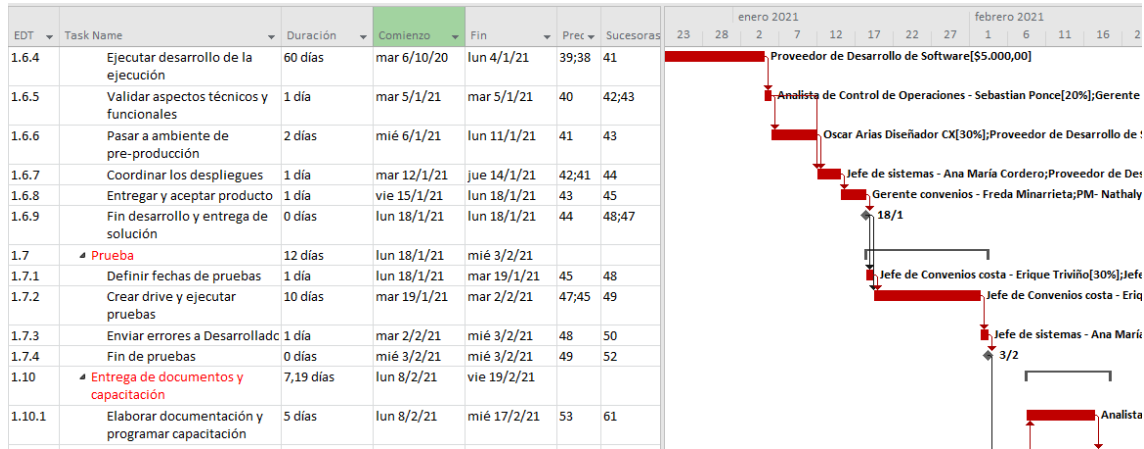 enero 2021 febrero 2021
EDT Task Name Duración Comienzo Fin Prec Sucesoras 23 28 2 7 12 17 22 27 1 6 11 16 2
1.6.4 Ejecutar desarrollo de la 60 días mar 6/10/20 lun 4/1/21 39;38 41 Proveedor de Desarrollo de Software[$5.000,00]
ejecución
1.6.5 Validar aspectos técnicos y 1 día mar 5/1/21 mar 5/1/21 40 42;43 Analista de Control de Operaciones - Sebastian Ponce[20%];Gerente
funcionales
1.6.6 Pasar a ambiente de 2 días mié 6/1/21 lun 11/1/21 41 43 Oscar Arias Diseñador CX[30%];Proveedor de Desarrollo de S
pre-producción
1.6.7 Coordinar los despliegues 1 día mar 12/1/21 jue 14/1/21 42;41 44 Jefe de sistemas - Ana María Cordero;Proveedor de Des
1.6.8 Entregar y aceptar producto 1 día vie 15/1/21 lun 18/1/21 43 45 Gerente convenios - Freda Minarrieta;PM- Nathaly
1.6.9 Fin desarrollo y entrega de 0 días lun 18/1/21 lun 18/1/21 44 48;47 18/1
solución
1.7 Prueba 12 días lun 18/1/21 mié 3/2/21
1.7.1 Definir fechas de pruebas 1 día lun 18/1/21 mar 19/1/21 45 48 Jefe de Convenios costa - Erique Triviño[30%];Jefe
1.7.2 Crear drive y ejecutar 10 días mar 19/1/21 mar 2/2/21 47;45 49 Jefe de Convenios costa - Eriq
pruebas
1.7.3 Enviar errores a Desarrollado 1 día mar 2/2/21 mié 3/2/21 48 50 Jefe de sistemas - Ana María
1.7.4 Fin de pruebas 0 días mié 3/2/21 mié 3/2/21 49 52 3/2
1.10 Entrega de documentos y 7,19 días lun 8/2/21 vie 19/2/21
capacitación
1.10.1 Elaborar documentación y 5 días lun 8/2/21 mié 17/2/21 53 61 Analista
programar capacitación